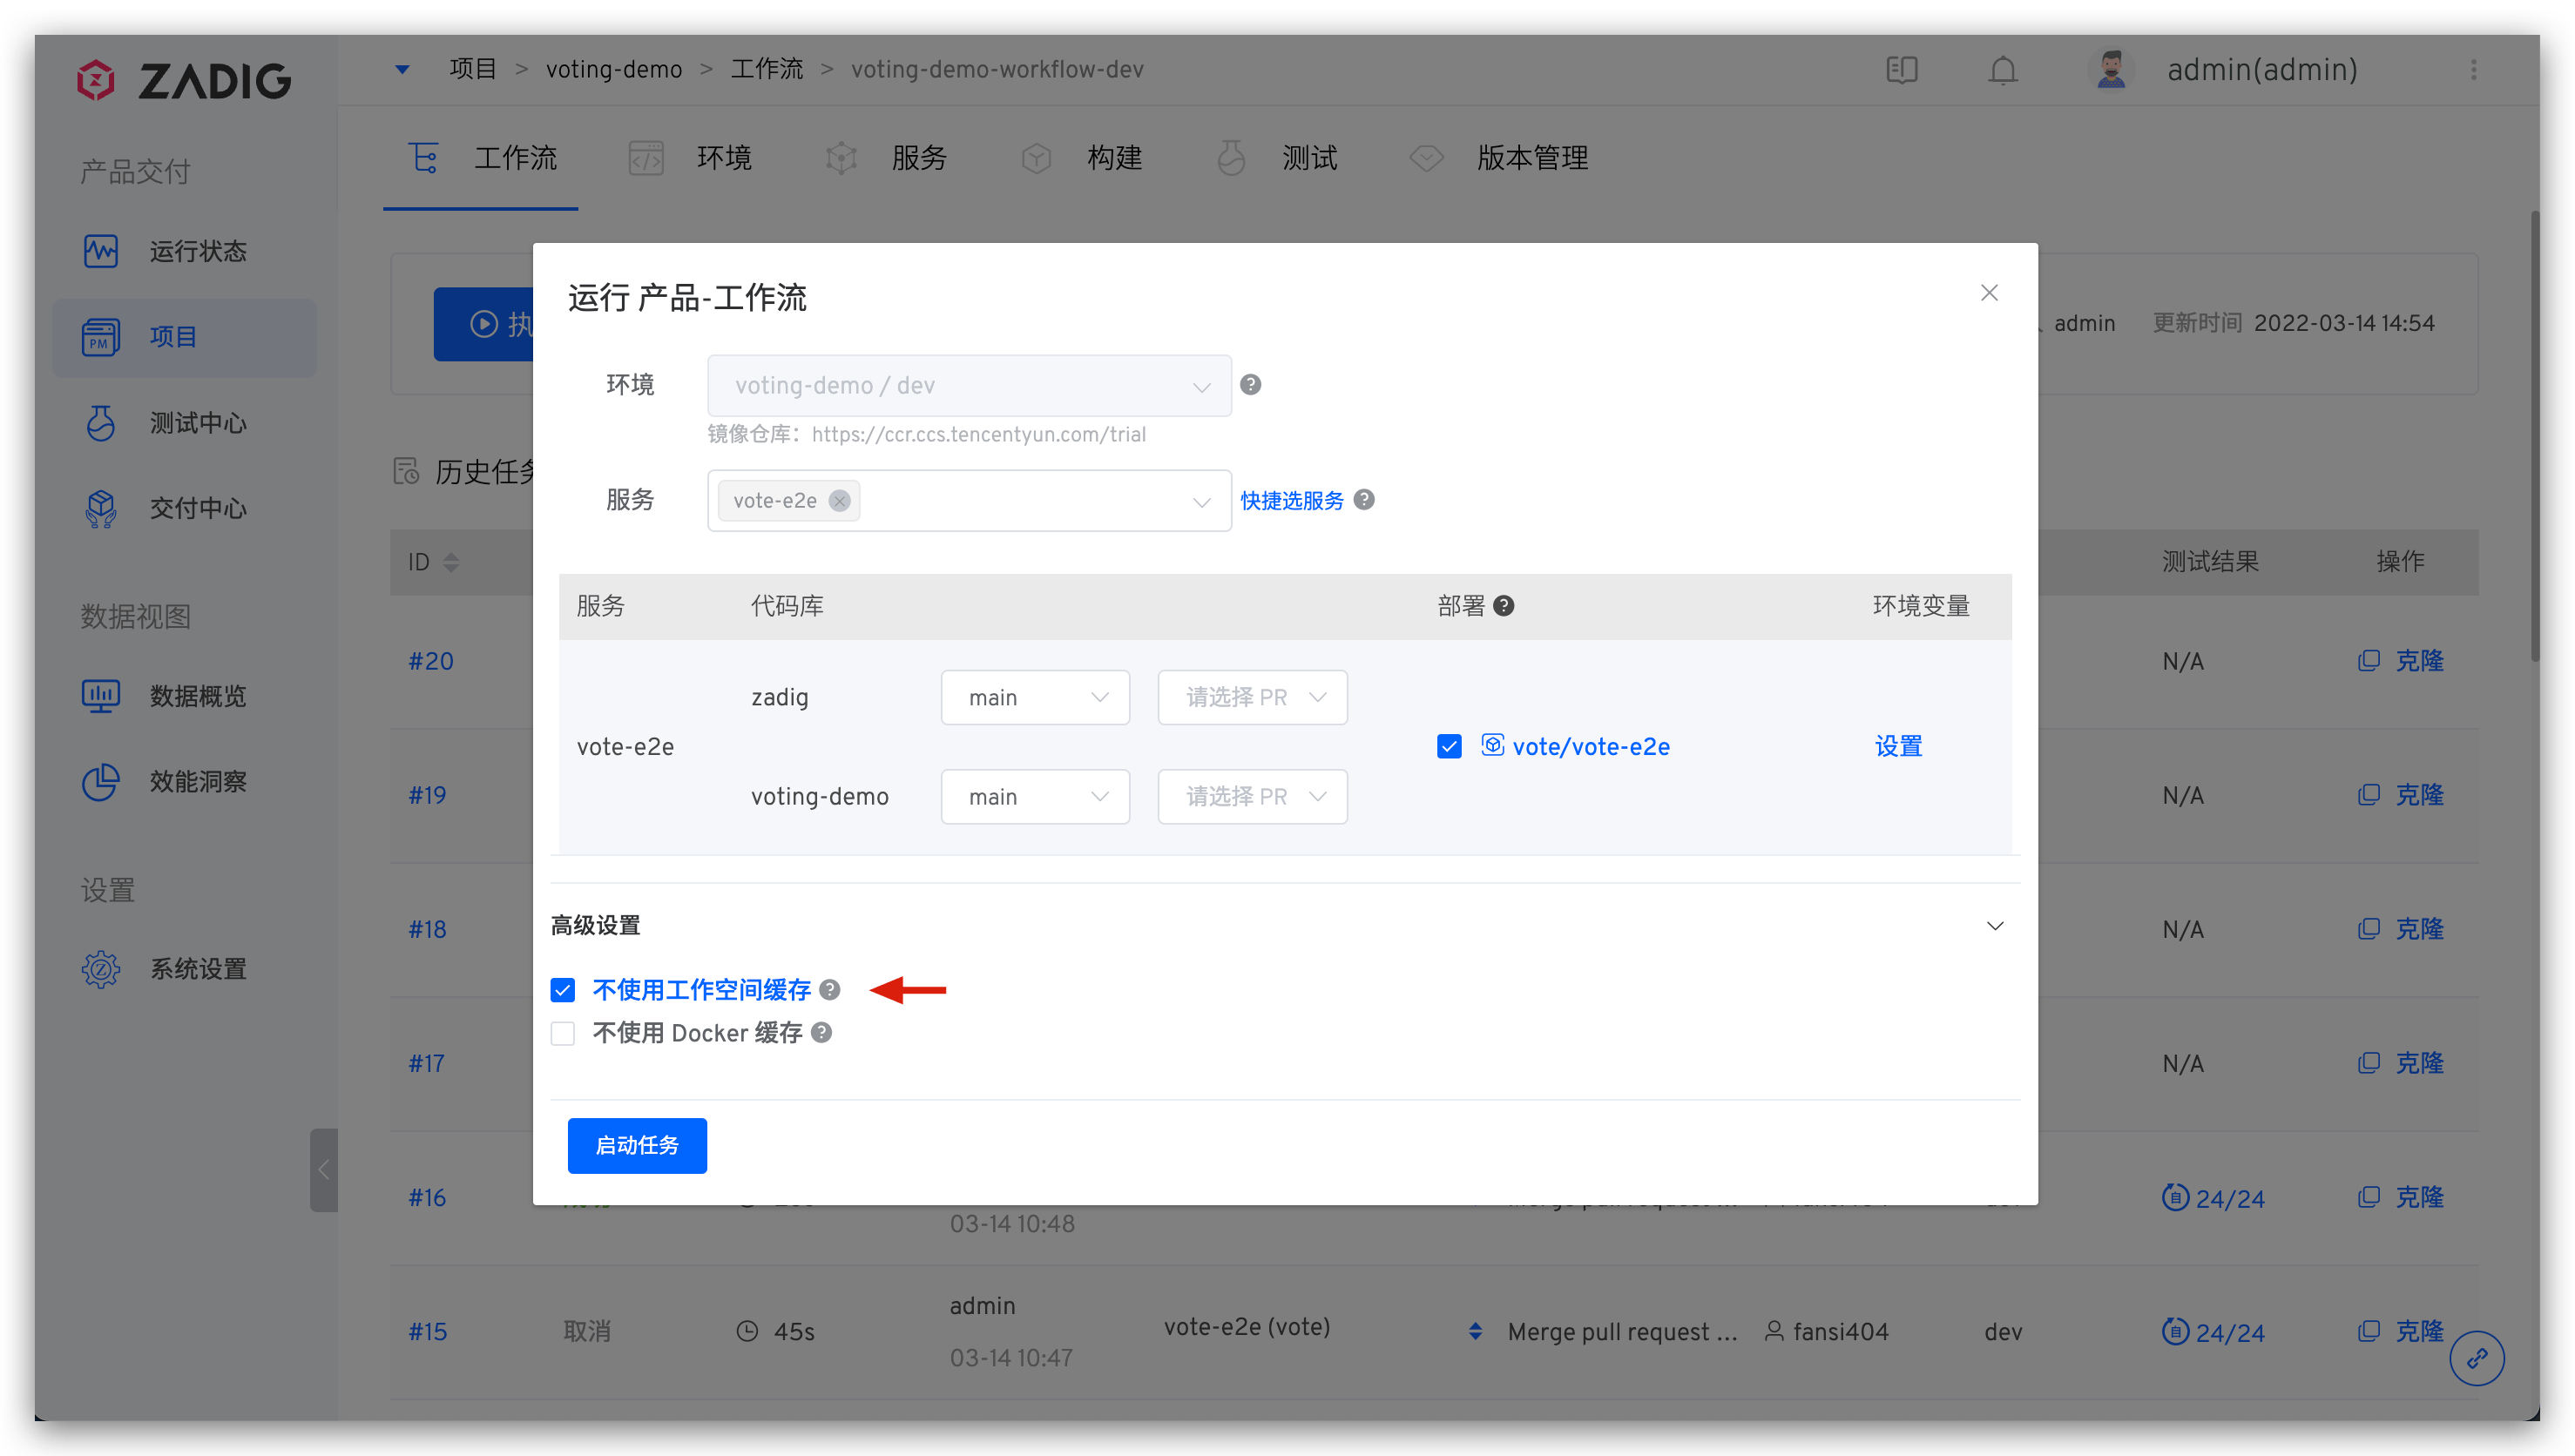 ZADIG
项目 > voting-demo > 工作流 > voting-demo-workflow-dev
admin(admin)
产品交付
运行状态
PM
项目
测试中心
交付中心
数据视图
数据概览
效能洞察
设置
系统设置
工作流
环境
服务
构建
测试
版本管理
执
admin
更新时间 2022-03-14 14:54
历史任务
ID
测试结果
操作
#20
N/A
克隆
#19
N/A
克隆
#18
N/A
克隆
#17
N/A
克隆
#16
03-14 10:48
24/24
克隆
#15
取消
45s
admin
03-14 10:47
vote-e2e (vote)
Merge pull request ...
fansi404
dev
24/24
克隆
运行 产品-工作流
环境
voting-demo / dev
镜像仓库：https://ccr.ccs.tencentyun.com/trial
服务
vote-e2e
快捷选服务
服务
代码库
部署
环境变量
vote-e2e
zadig
main
请选择 PR
voting-demo
main
请选择 PR
vote/vote-e2e
设置
高级设置
不使用工作空间缓存
不使用 Docker 缓存
启动任务